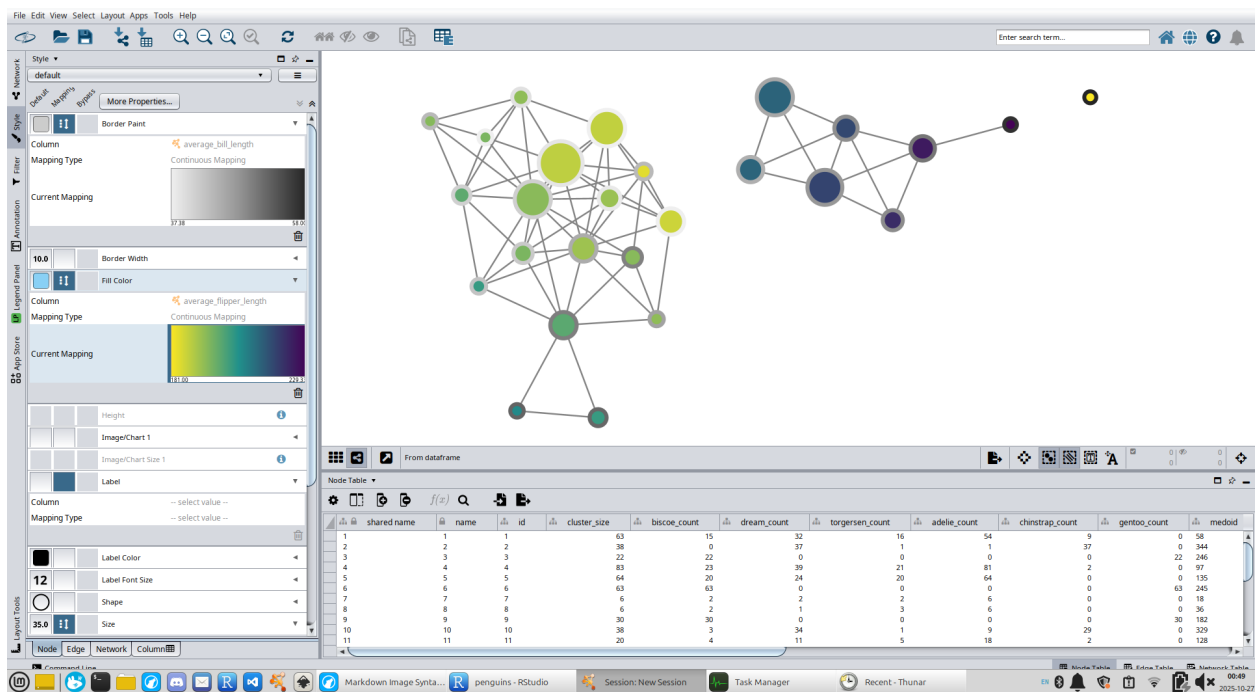 File Edit View Select Layout Apps Tools Help
Enter search term...
Network
Style
Filter
Annotation
Legend Panel
App Store
Layout Tools
Style
default
Default Mapping Bypass
More Properties...
Border Paint
Column average_bill_length
Mapping Type Continuous Mapping
Current Mapping
37.38 58.00
10.0 Border Width
Fill Color
Column average_flipper_length
Mapping Type Continuous Mapping
Current Mapping
181.00 229.3
Height
Image/Chart 1
Image/Chart Size 1
Label
Column -- select value --
Mapping Type -- select value --
Label Color
12 Label Font Size
Shape
35.0 Size
Node Edge Network Column
Command Line
From dataframe
0 0
0 0
Node Table
f(x)
shared name name id cluster_size biscoe_count dream_count torgersen_count adelie_count chinstrap_count gentoo_count medoid
1 1 1 63 15 32 16 54 9 0 58
2 2 2 38 0 37 1 1 37 0 344
3 3 3 22 22 0 0 0 0 22 246
4 4 4 83 23 39 21 81 2 0 97
5 5 5 64 20 24 20 64 0 0 135
6 6 6 63 63 0 0 0 0 63 245
7 7 7 6 2 2 2 6 0 0 18
8 8 8 6 2 1 3 6 0 0 36
9 9 9 30 30 0 0 0 0 30 182
10 10 10 38 3 34 1 9 29 0 329
11 11 11 20 4 11 5 18 2 0 128
Node Table Edge Table Network Table
Markdown Image Synta... penguins - RStudio Session: New Session Task Manager Recent - Thunar
EN 00:49
2025-10-27